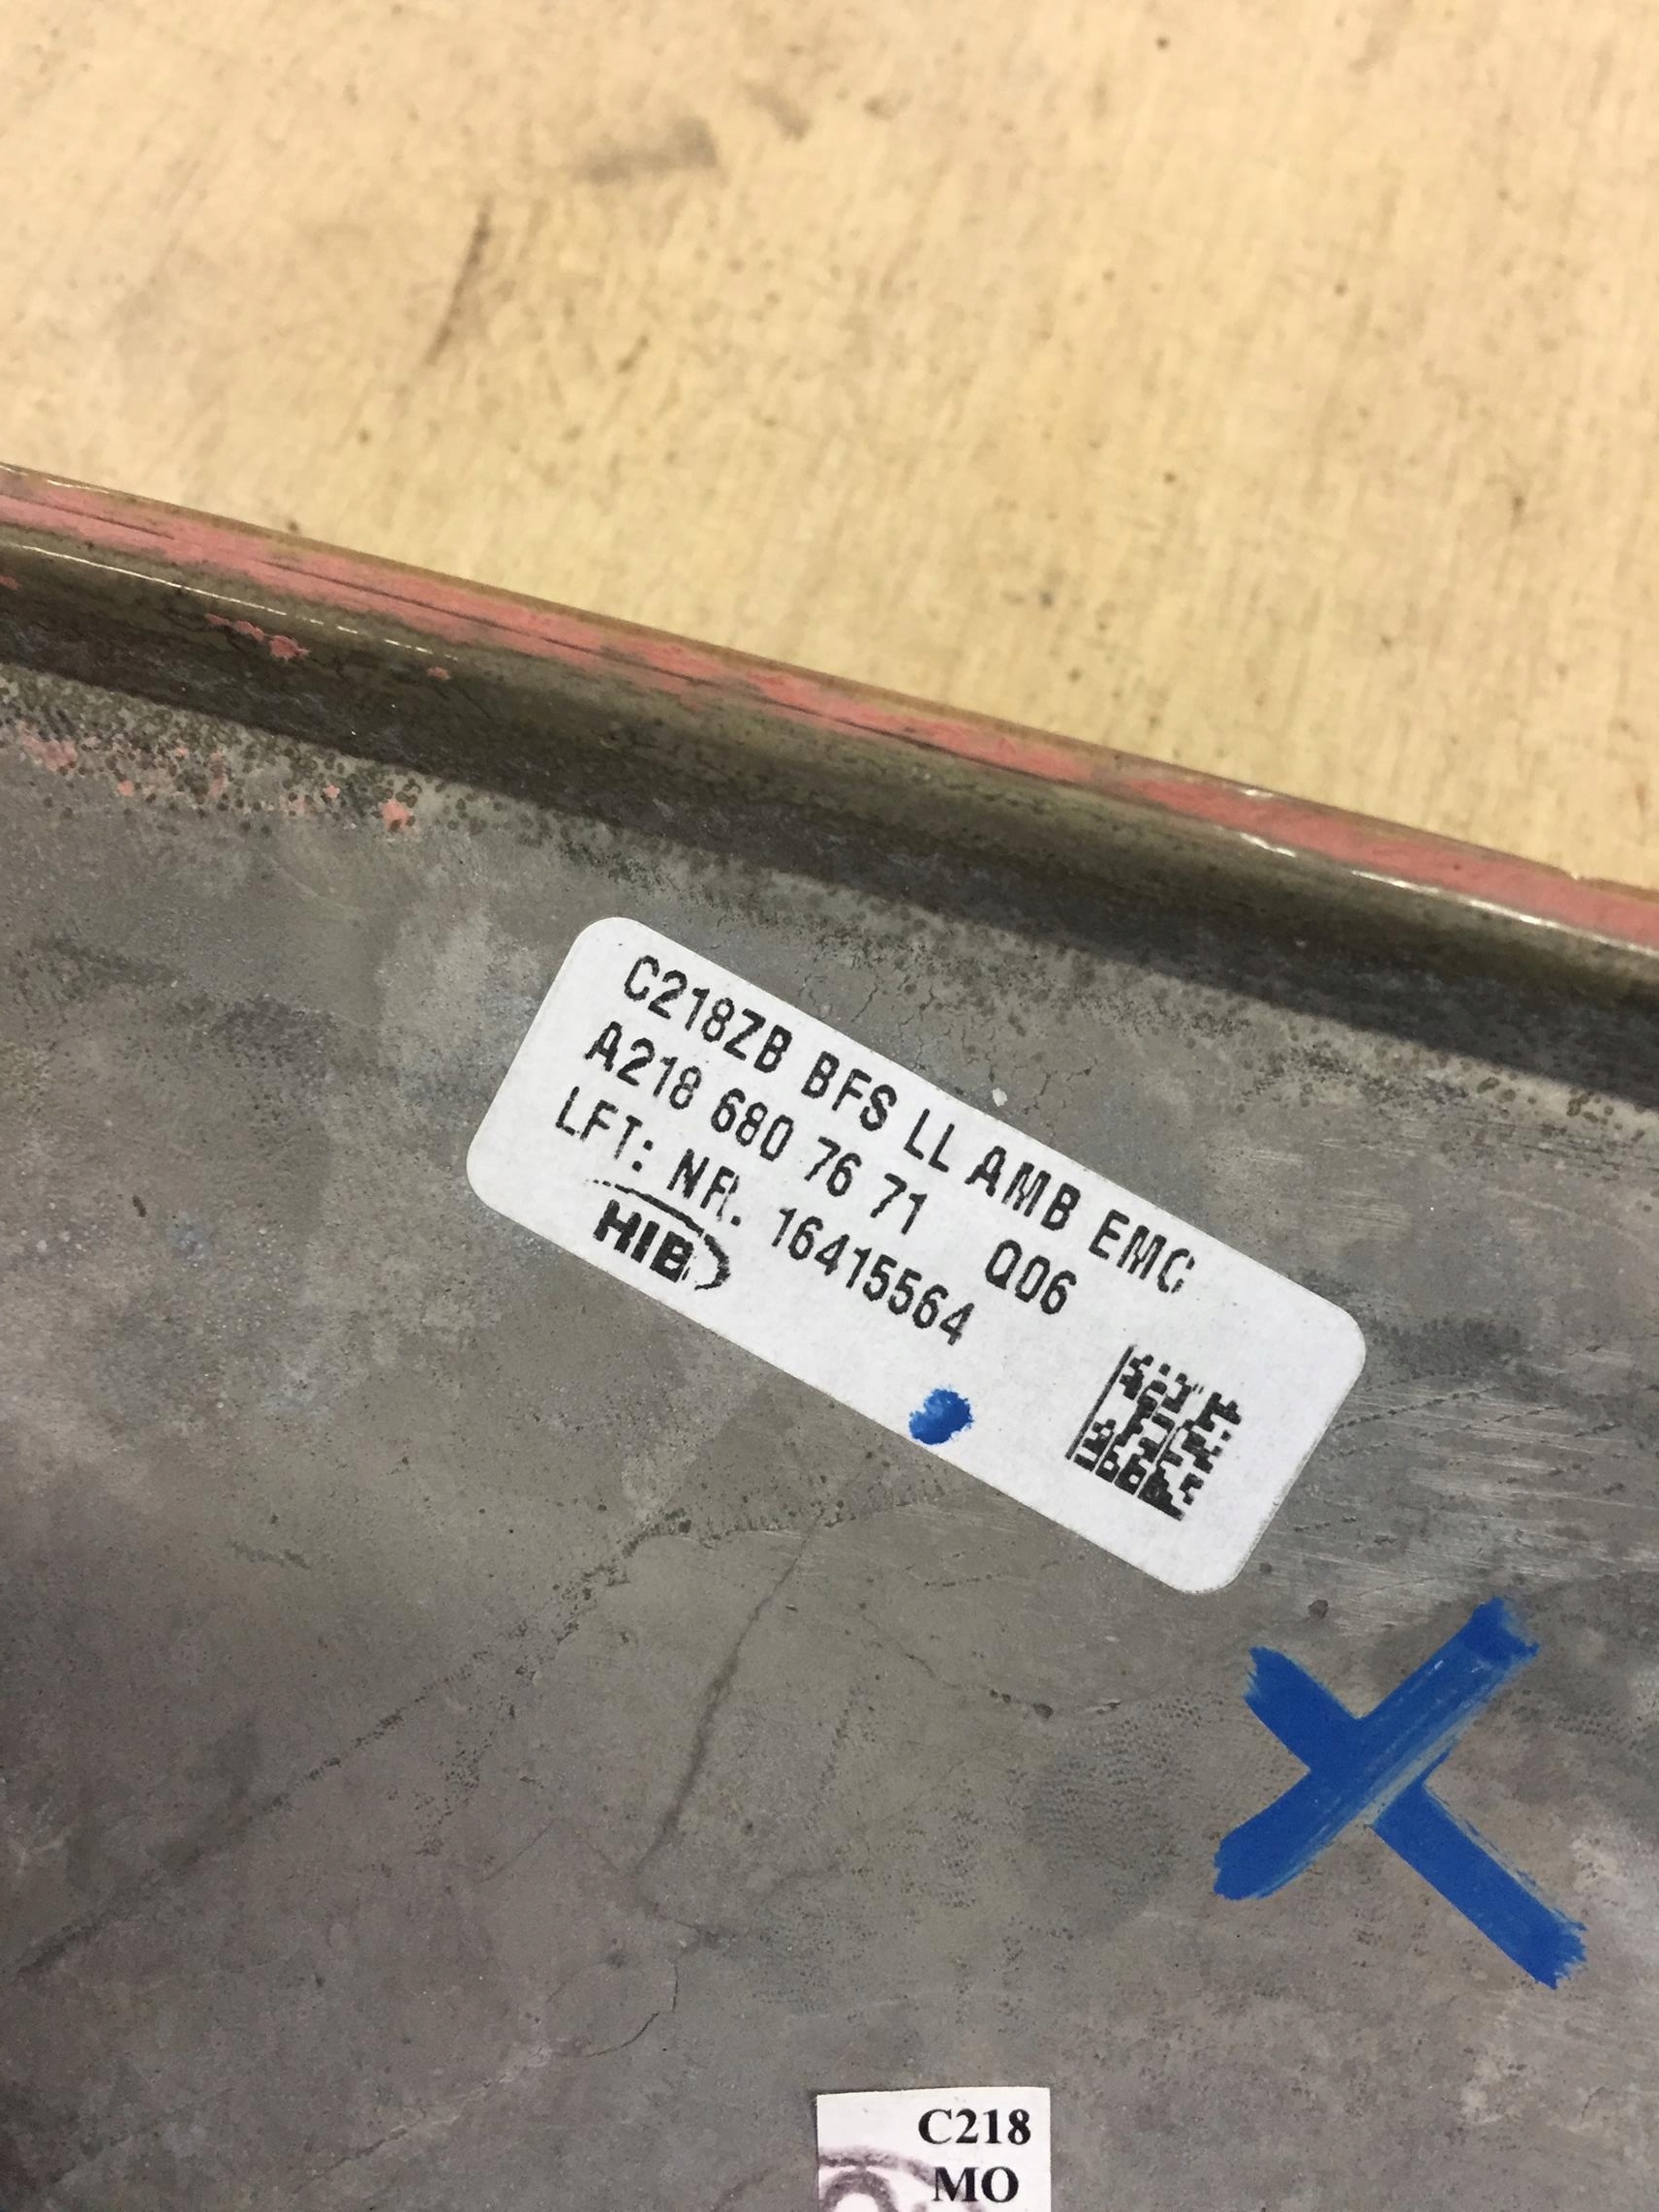 C218ZB BFS LL AMB EMC
A218 680 76 71 Q06
LFT: NR. 16415564
HIB
C218
MO